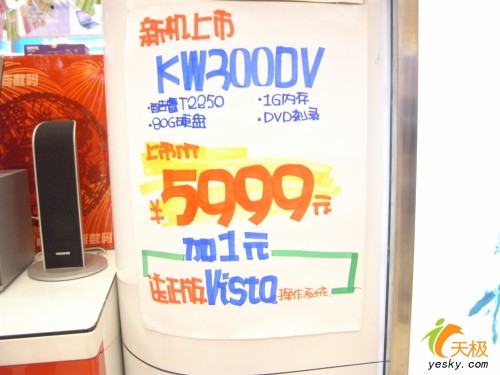 新机上市
KW300DV
·酷睿T2250 ·1G内存
·80G硬盘 ·DVD刻录
上市价
¥5999元
加1元
送正版Vista操作系统
数码
天极
yesky.com